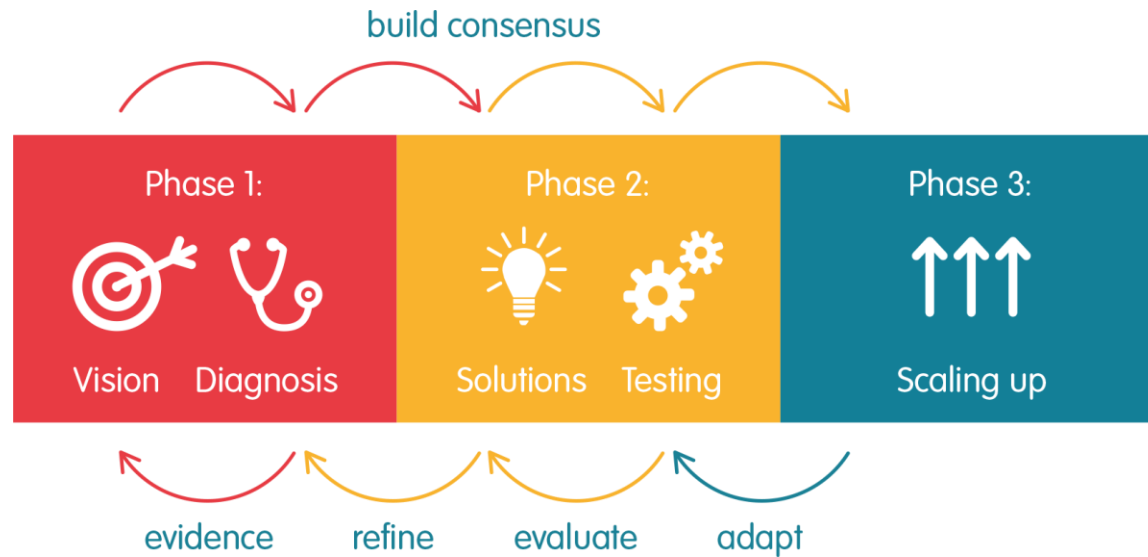 build consensus
Phase 1:
Vision
Diagnosis
Phase 2:
Solutions
Testing
Phase 3:
Scaling up
evidence
refine
evaluate
adapt